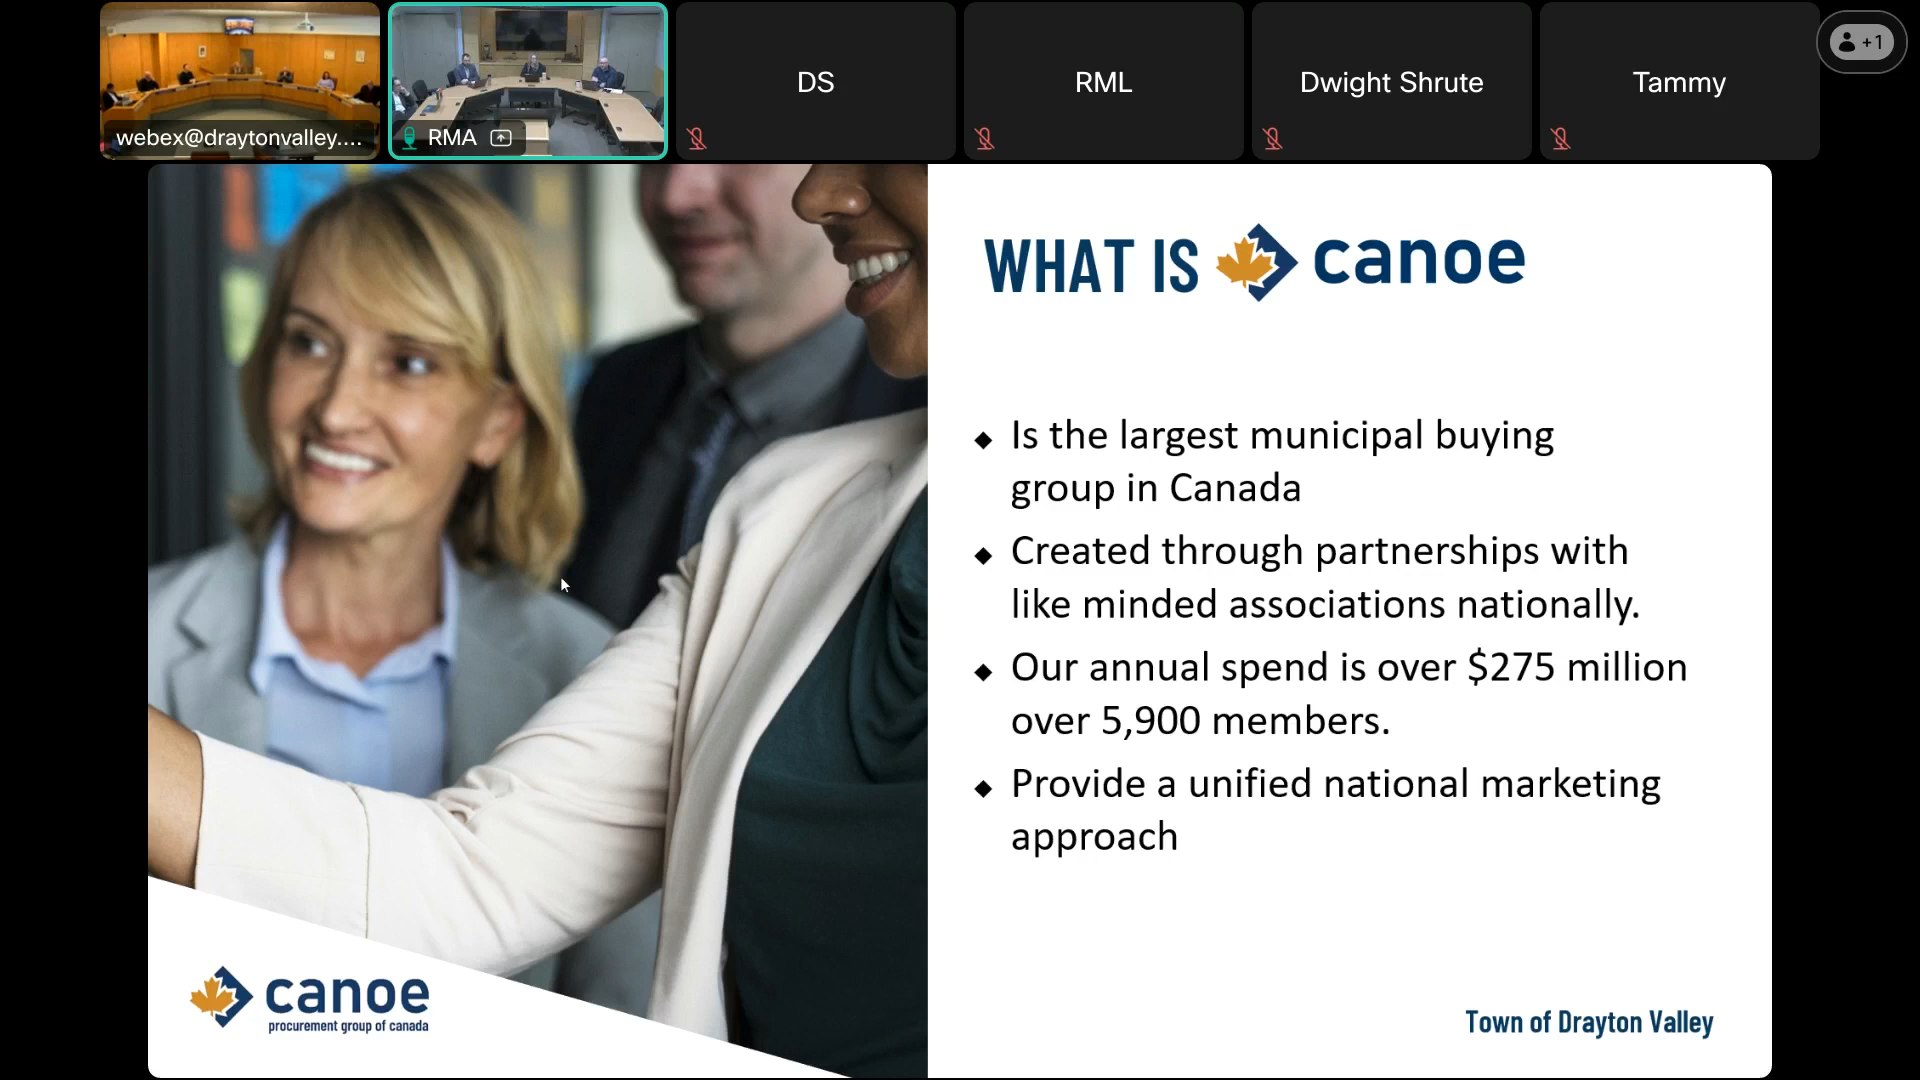 webex@draytonvalley....
RMA
DS
RML
Dwight Shrute
Tammy
+1
WHAT IS canoe
◆ Is the largest municipal buying
group in Canada
◆ Created through partnerships with
like minded associations nationally.
◆ Our annual spend is over $275 million
over 5,900 members.
◆ Provide a unified national marketing
approach
canoe
procurement group of canada
Town of Drayton Valley